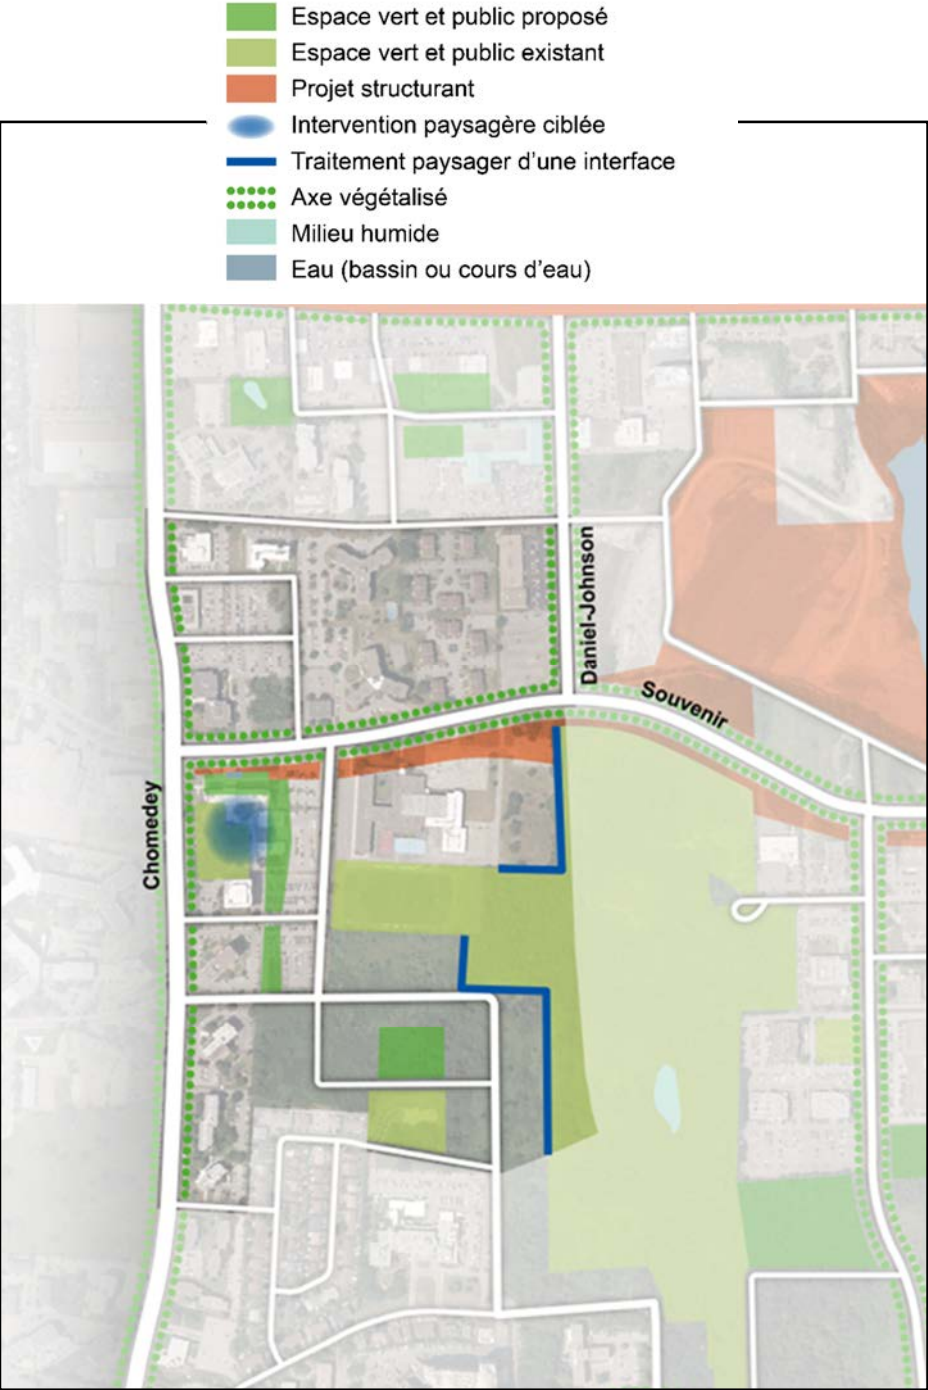 Espace vert et public proposé
Espace vert et public existant
Projet structurant
Intervention paysagère ciblée
Traitement paysager d'une interface
Axe végétalisé
Milieu humide
Eau (bassin ou cours d'eau)
Daniel-Johnson
Souvenir
Chomedey